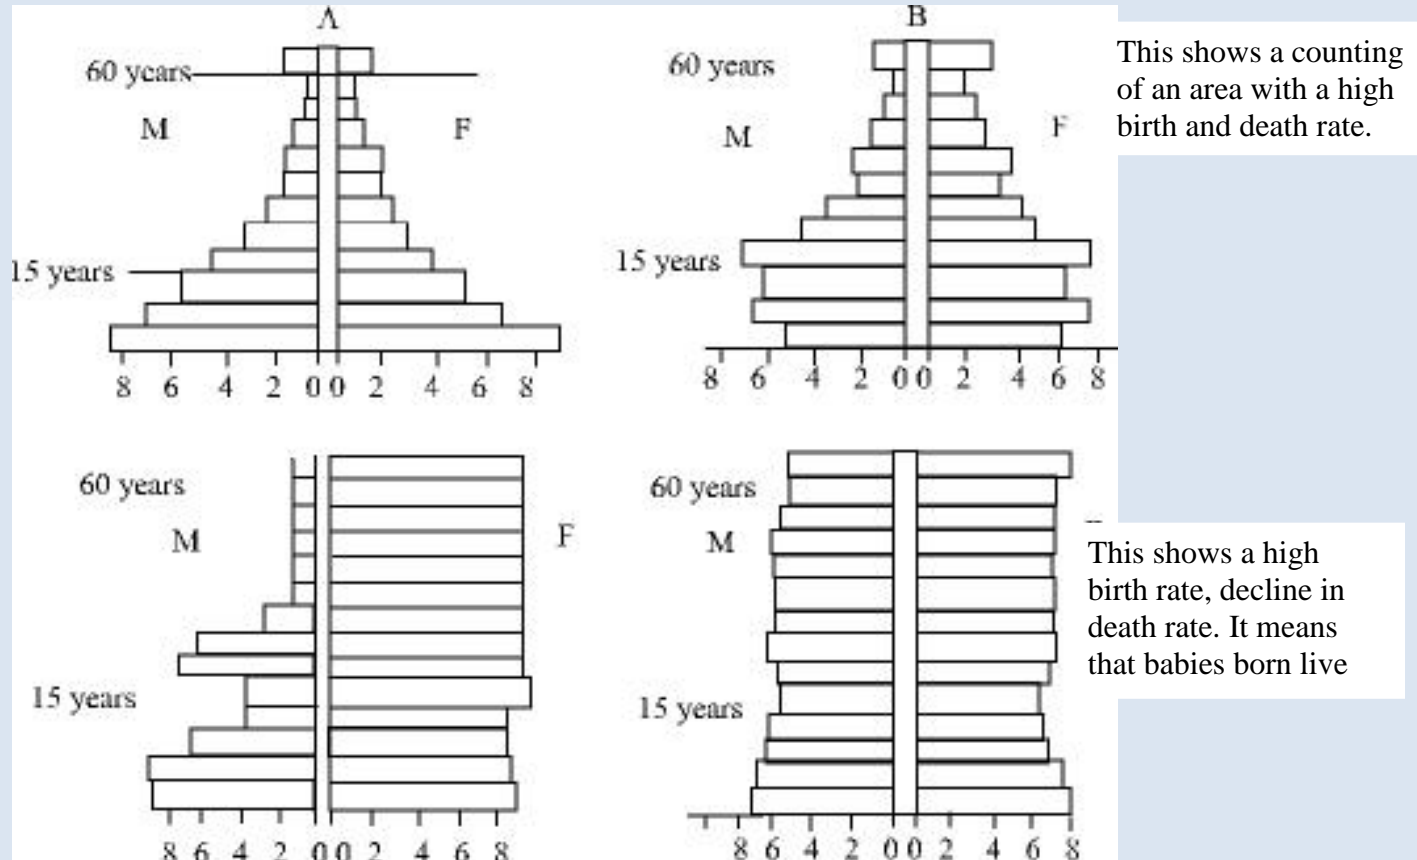 A
60 years
M
F
15 years
8 6 4 2 0 0 2 4 6 8
B
60 years
M
F
15 years
8 6 4 2 0 0 2 4 6 8
This shows a counting
of an area with a high
birth and death rate.
60 years
M
F
15 years
8 6 4 2 0 0 2 4 6 8
60 years
M
15 years
8 6 4 2 0 0 2 4 6 8
This shows a high
birth rate, decline in
death rate. It means
that babies born live